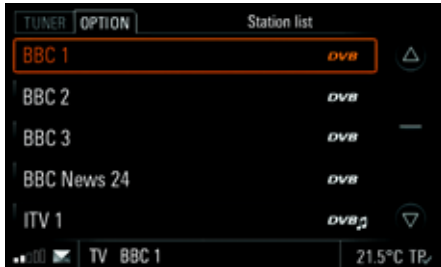 TUNER OPTION Station list
BBC 1 DVB
BBC 2 DVB
BBC 3 DVB
BBC News 24 DVB
ITV 1 DVB
TV BBC 1 21.5°C TP